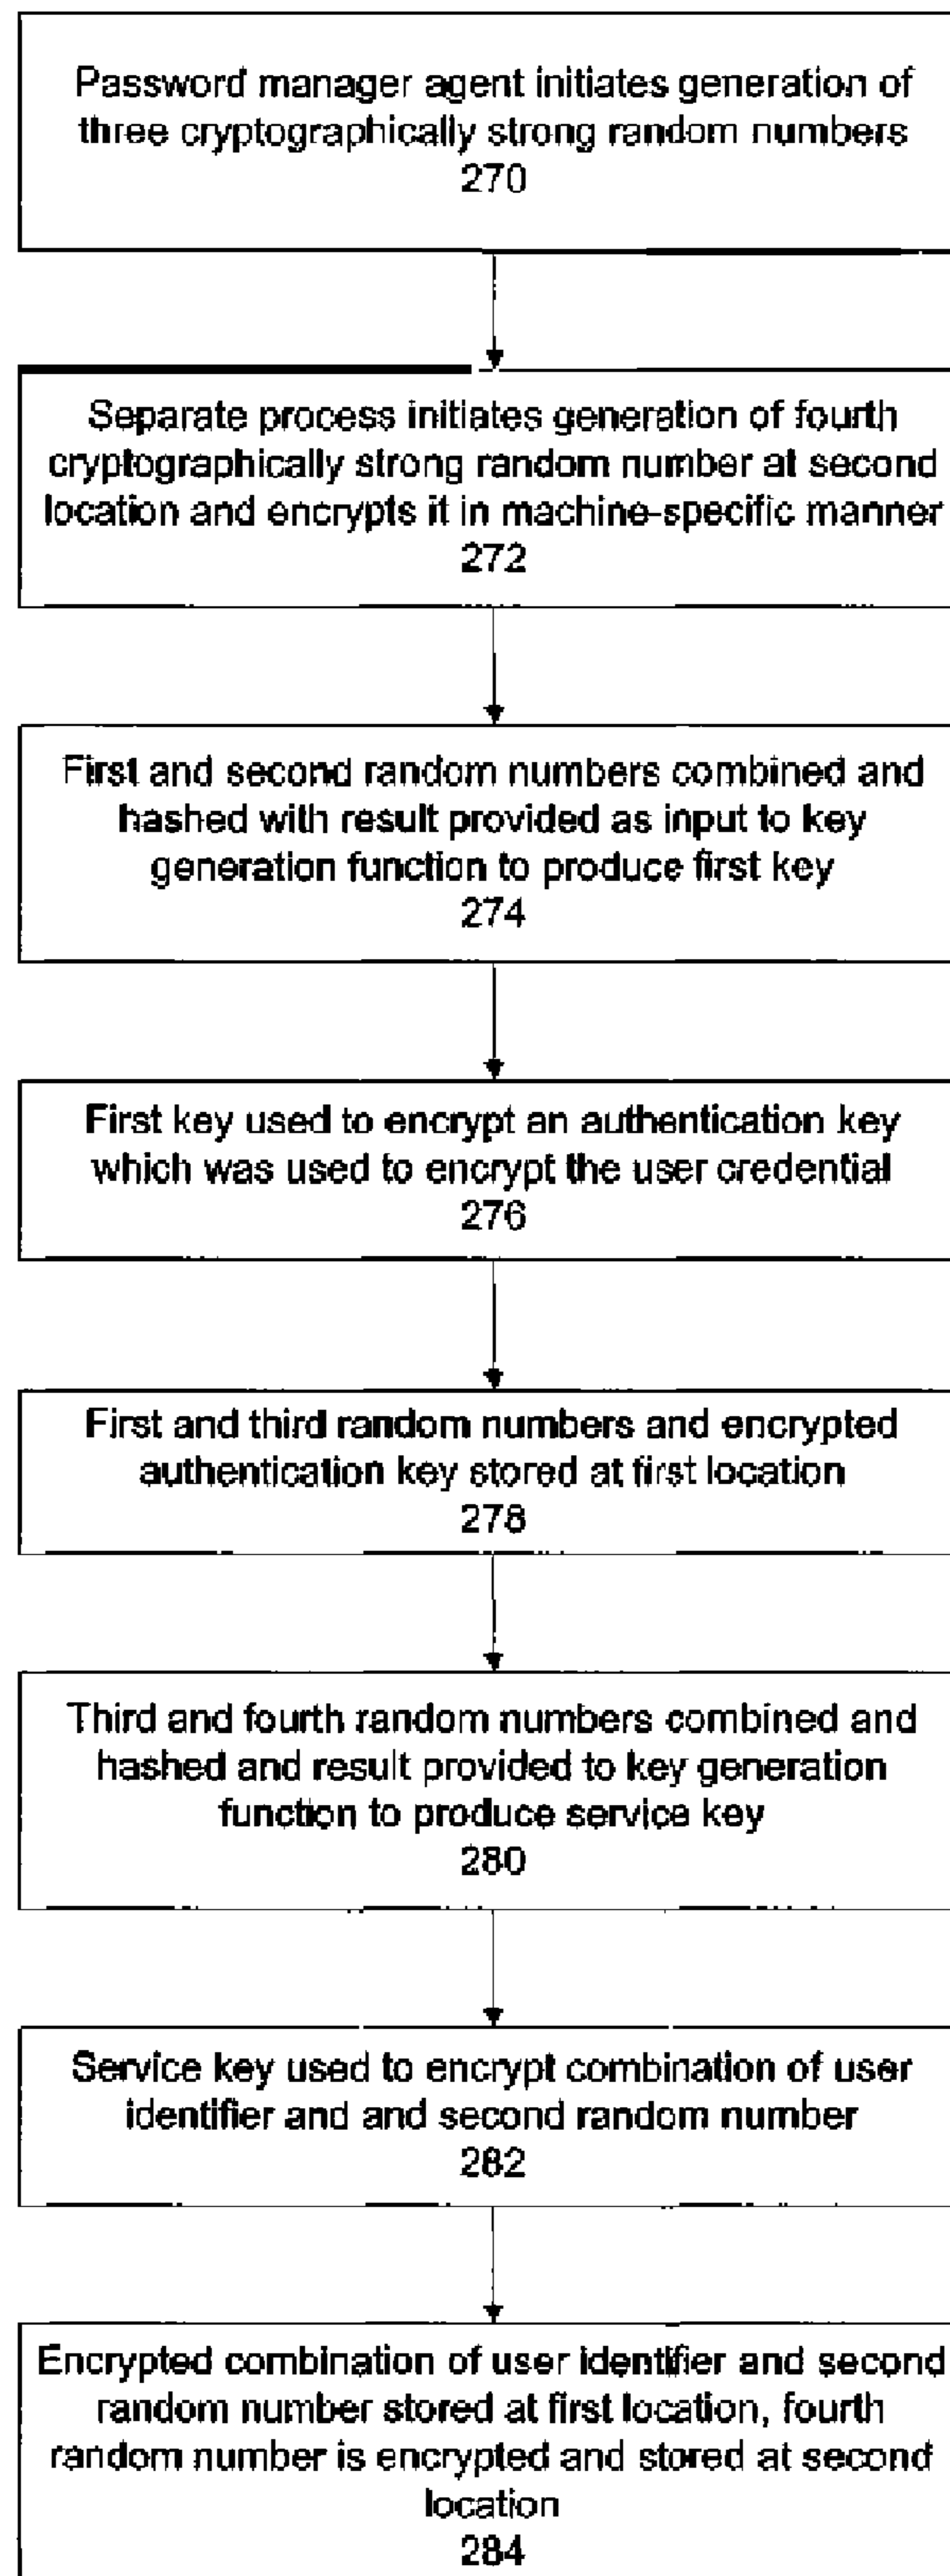 Password manager agent initiates generation of
three cryptographically strong random numbers
270
Separate process initiates generation of fourth
cryptographically strong random number at second
location and encrypts it in machine-specific manner
272
First and second random numbers combined and
hashed with result provided as input to key
generation function to produce first key
274
First key used to encrypt an authentication key
which was used to encrypt the user credential
276
First and third random numbers and encrypted
authentication key stored at first location
278
Third and fourth random numbers combined and
hashed and result provided to key generation
function to produce service key
280
Service key used to encrypt combination of user
identifier and and second random number
282
Encrypted combination of user identifier and second
random number stored at first location, fourth
random number is encrypted and stored at second
location
284